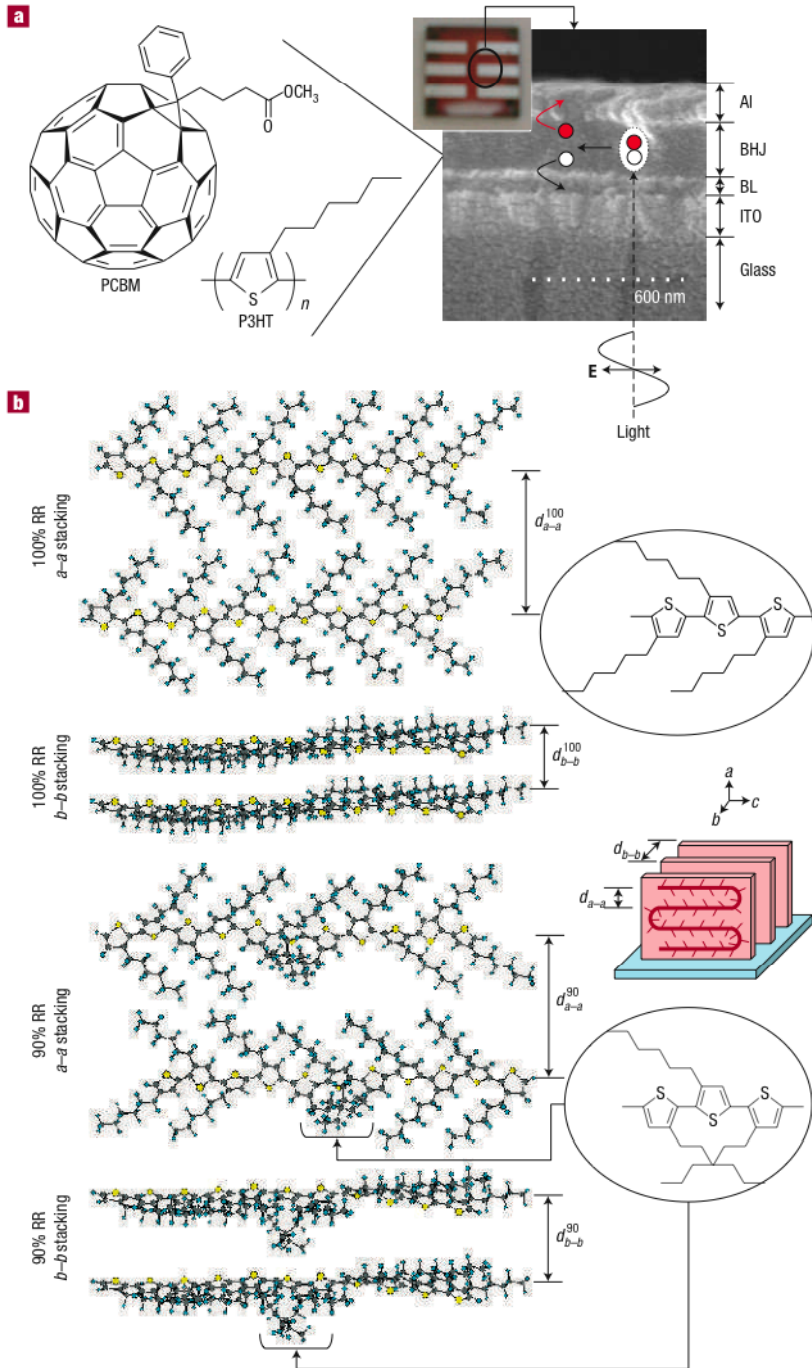 a
OCH₃
O
PCBM
S
n
P3HT
Al
BHJ
BL
ITO
Glass
600 nm
E
Light
b
100% RR
a–a stacking
d¹⁰⁰a–a
S
S
S
100% RR
b–b stacking
d¹⁰⁰b–b
a
b
c
db–b
da–a
90% RR
a–a stacking
d⁹⁰a–a
S
S
S
90% RR
b–b stacking
d⁹⁰b–b